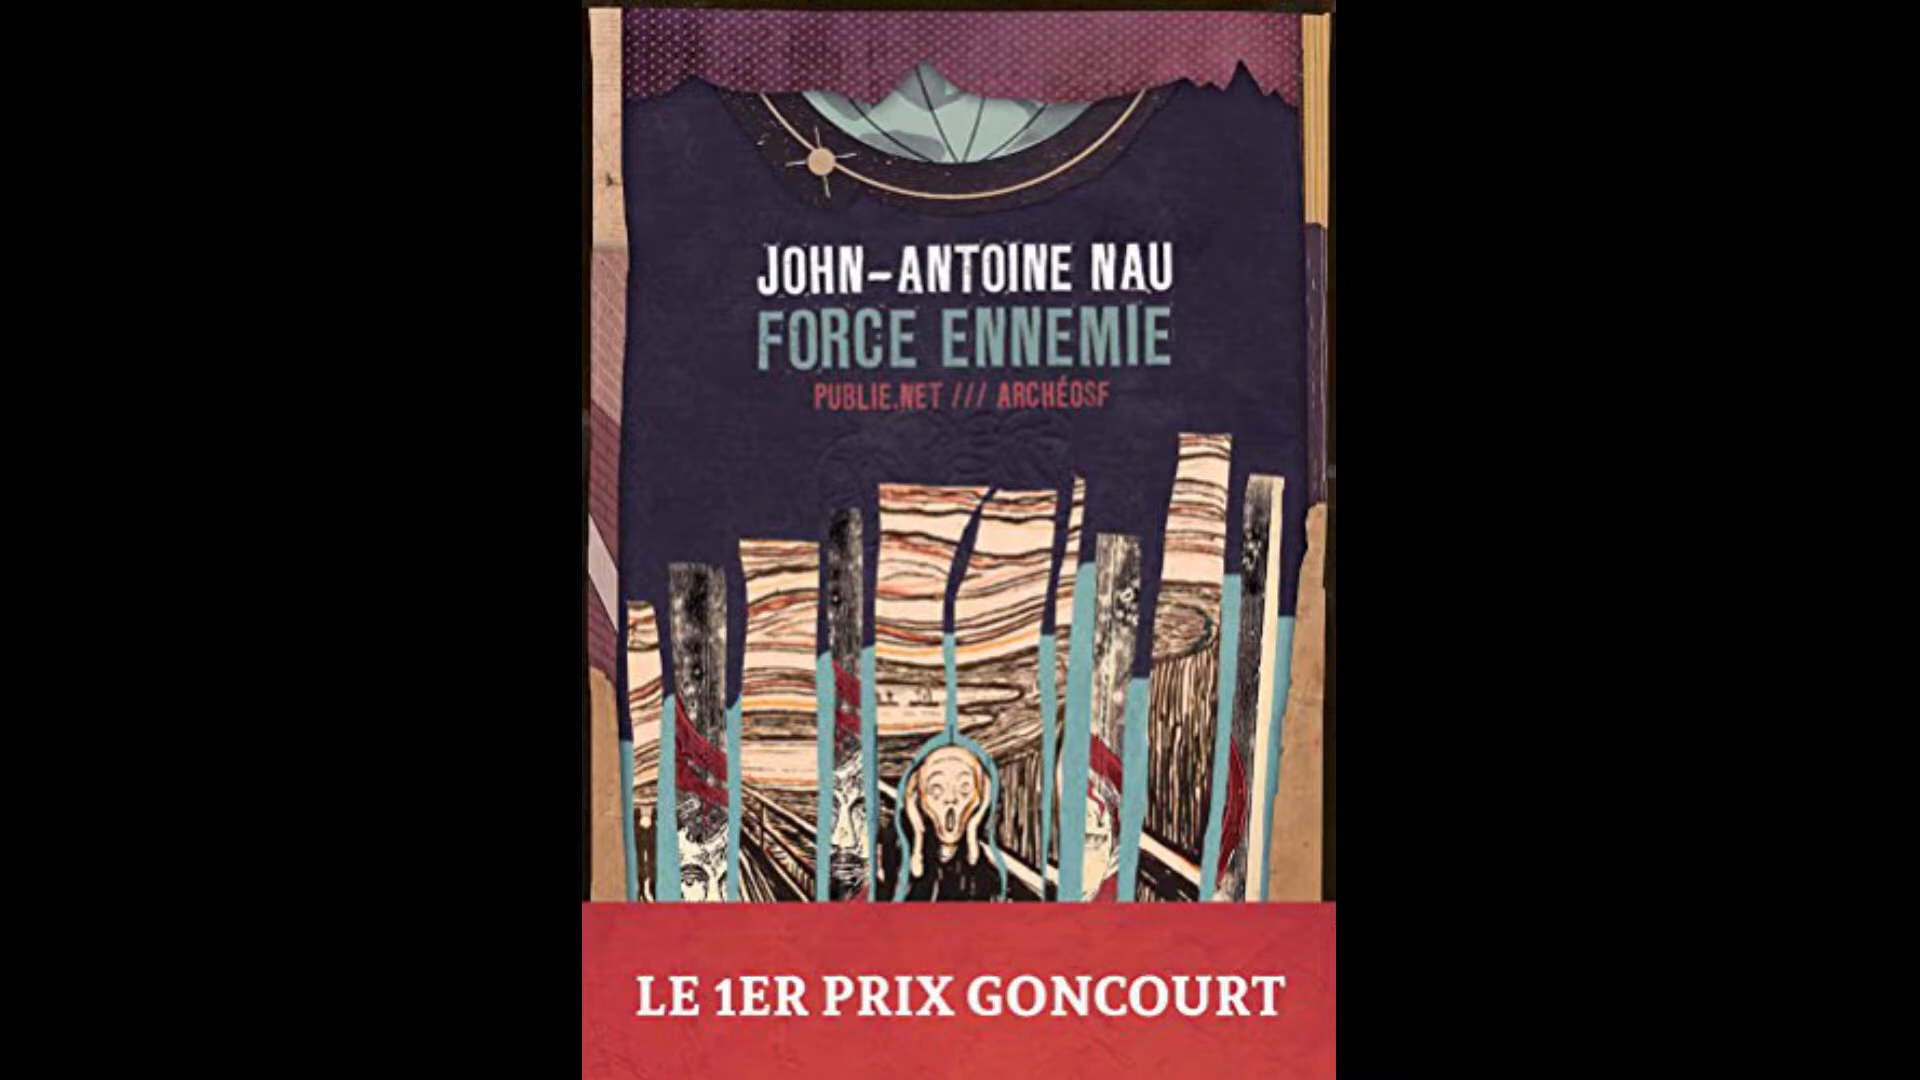 JOHN-ANTOINE NAU
FORCE ENNEMIE
PUBLIE.NET /// ARCHÉOSF
LE 1ER PRIX GONCOURT